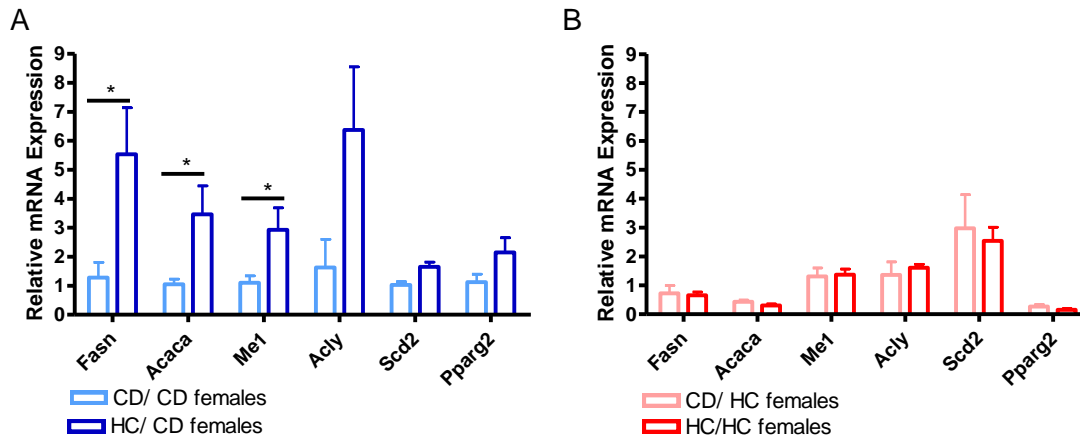 A
Relative mRNA Expression
9
8
7
6
5
4
3
2
1
0
*
*
*
Fasn
Acaca
Me1
Acly
Scd2
Pparg2
CD/ CD females
HC/ CD females
B
Relative mRNA Expression
9
8
7
6
5
4
3
2
1
0
Fasn
Acaca
Me1
Acly
Scd2
Pparg2
CD/ HC females
HC/HC females